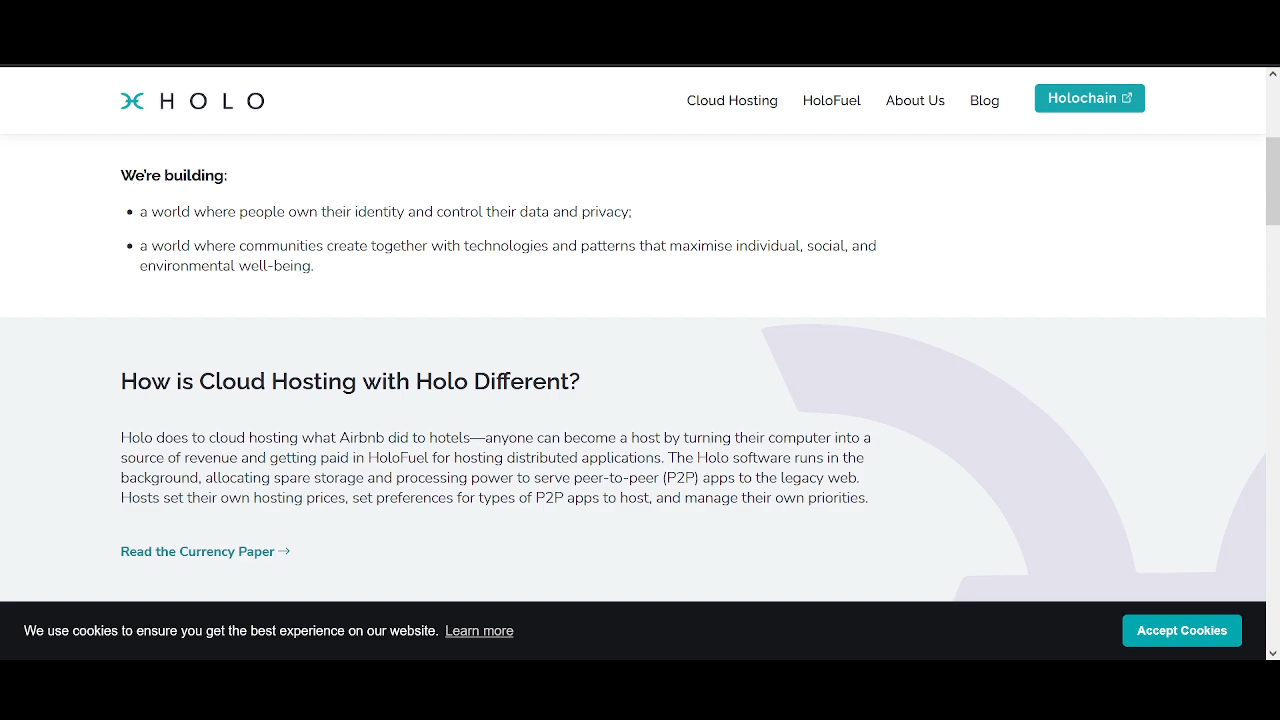 HOLO
Cloud Hosting
HoloFuel
About Us
Blog
Holochain
We're building:
• a world where people own their identity and control their data and privacy;
• a world where communities create together with technologies and patterns that maximise individual, social, and
environmental well-being.
How is Cloud Hosting with Holo Different?
Holo does to cloud hosting what Airbnb did to hotels—anyone can become a host by turning their computer into a
source of revenue and getting paid in HoloFuel for hosting distributed applications. The Holo software runs in the
background, allocating spare storage and processing power to serve peer-to-peer (P2P) apps to the legacy web.
Hosts set their own hosting prices, set preferences for types of P2P apps to host, and manage their own priorities.
Read the Currency Paper →
We use cookies to ensure you get the best experience on our website. Learn more
Accept Cookies